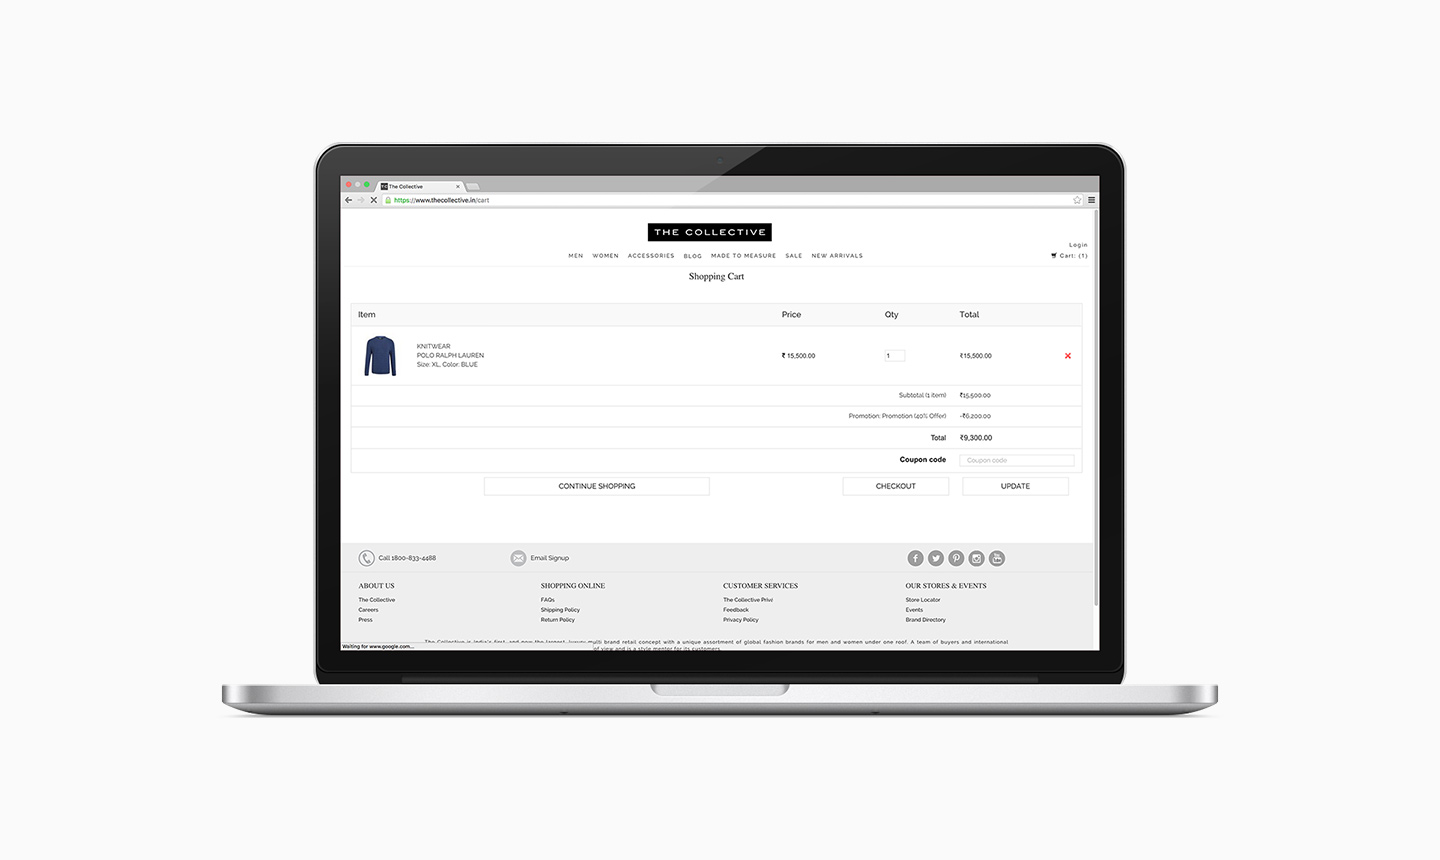 TC The Collective
https://www.thecollective.in/cart
THE COLLECTIVE
Login
MEN WOMEN ACCESSORIES BLOG MADE TO MEASURE SALE NEW ARRIVALS
Cart: (1)
Shopping Cart
Item Price Qty Total
KNITWEAR
POLO RALPH LAUREN
Size: XL, Color: BLUE
₹ 15,500.00 1 ₹15,500.00
Subtotal (1 item) ₹15,500.00
Promotion: Promotion (40% Offer) -₹6,200.00
Total ₹9,300.00
Coupon code Coupon code
CONTINUE SHOPPING CHECKOUT UPDATE
Call 1800-833-4488 Email Signup
ABOUT US SHOPPING ONLINE CUSTOMER SERVICES OUR STORES & EVENTS
The Collective FAQs The Collective Privi Store Locator
Careers Shipping Policy Feedback Events
Press Return Policy Privacy Policy Brand Directory
The Collective is India's first, and now the largest, luxury multi brand retail concept with a unique assortment of global fashion brands for men and women under one roof. A team of buyers and international
Waiting for www.google.com... of view and is a style mentor for its customers.